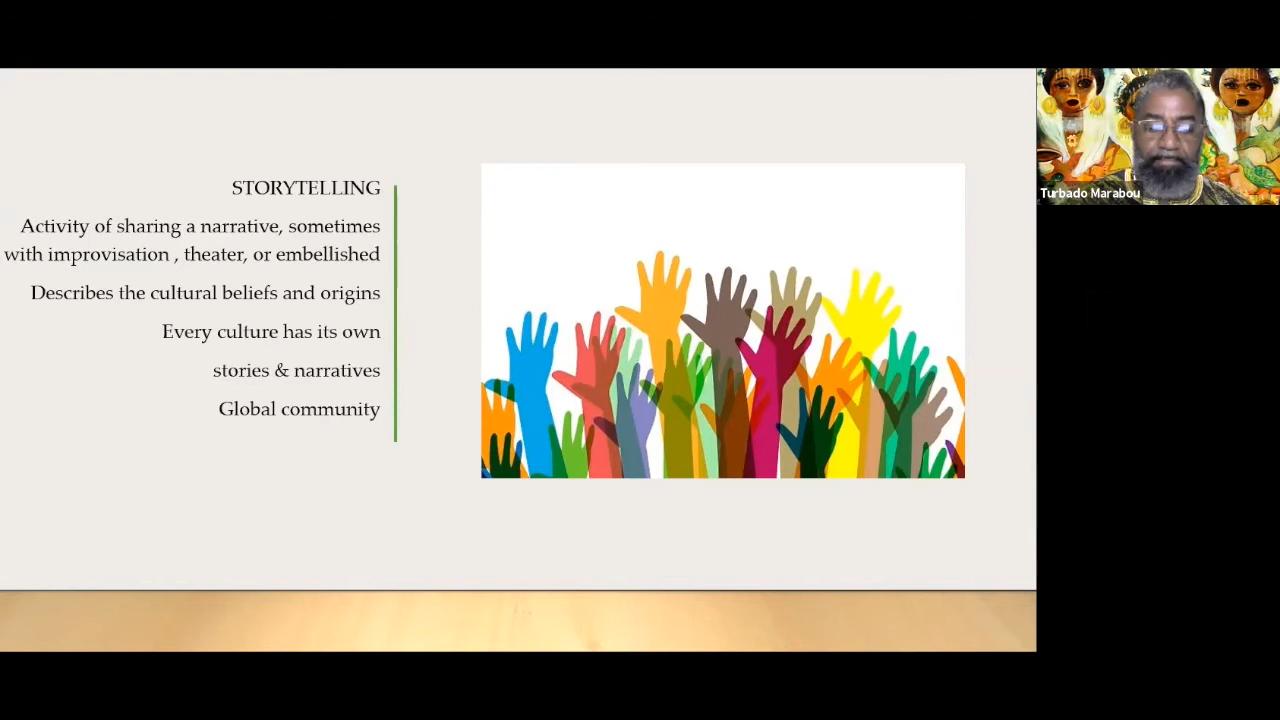 STORYTELLING
Activity of sharing a narrative, sometimes
with improvisation , theater, or embellished
Describes the cultural beliefs and origins
Every culture has its own
stories & narratives
Global community
Turbado Marabou